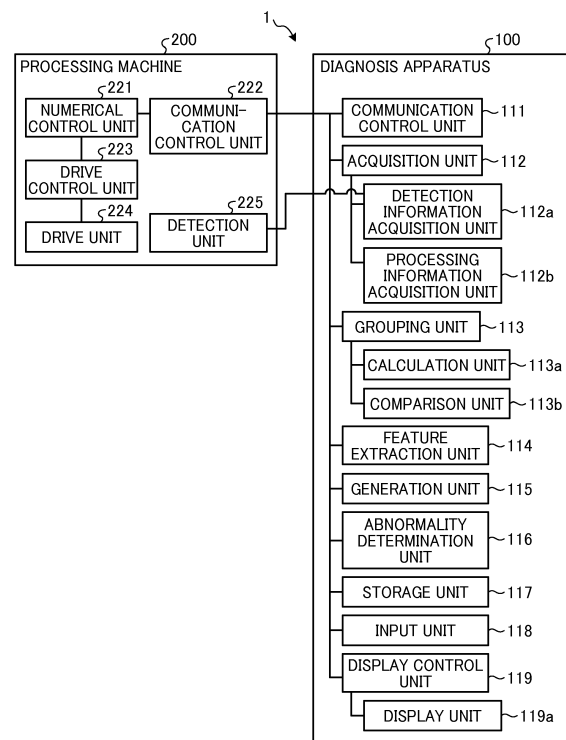 1
200
PROCESSING MACHINE
221
NUMERICAL
CONTROL UNIT
222
COMMUNI-
CATION
CONTROL UNIT
223
DRIVE
CONTROL UNIT
224
DRIVE UNIT
225
DETECTION
UNIT
100
DIAGNOSIS APPARATUS
COMMUNICATION
CONTROL UNIT
111
ACQUISITION UNIT
112
DETECTION
INFORMATION
ACQUISITION UNIT
112a
PROCESSING
INFORMATION
ACQUISITION UNIT
112b
GROUPING UNIT
113
CALCULATION UNIT
113a
COMPARISON UNIT
113b
FEATURE
EXTRACTION UNIT
114
GENERATION UNIT
115
ABNORMALITY
DETERMINATION
UNIT
116
STORAGE UNIT
117
INPUT UNIT
118
DISPLAY CONTROL
UNIT
119
DISPLAY UNIT
119a